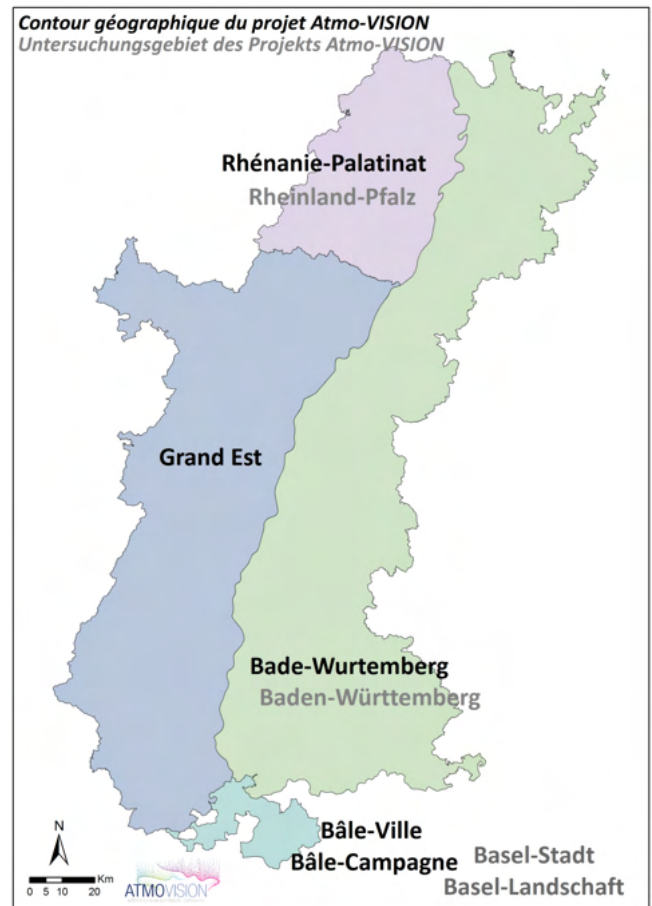 Contour géographique du projet Atmo-VISION
Untersuchungsgebiet des Projekts Atmo-VISION
Rhénanie-Palatinat
Rheinland-Pfalz
Grand Est
Bade-Wurtemberg
Baden-Württemberg
Bâle-Ville
Bâle-Campagne
Basel-Stadt
Basel-Landschaft
N
Km
0 5 10 20
ATMOVISION